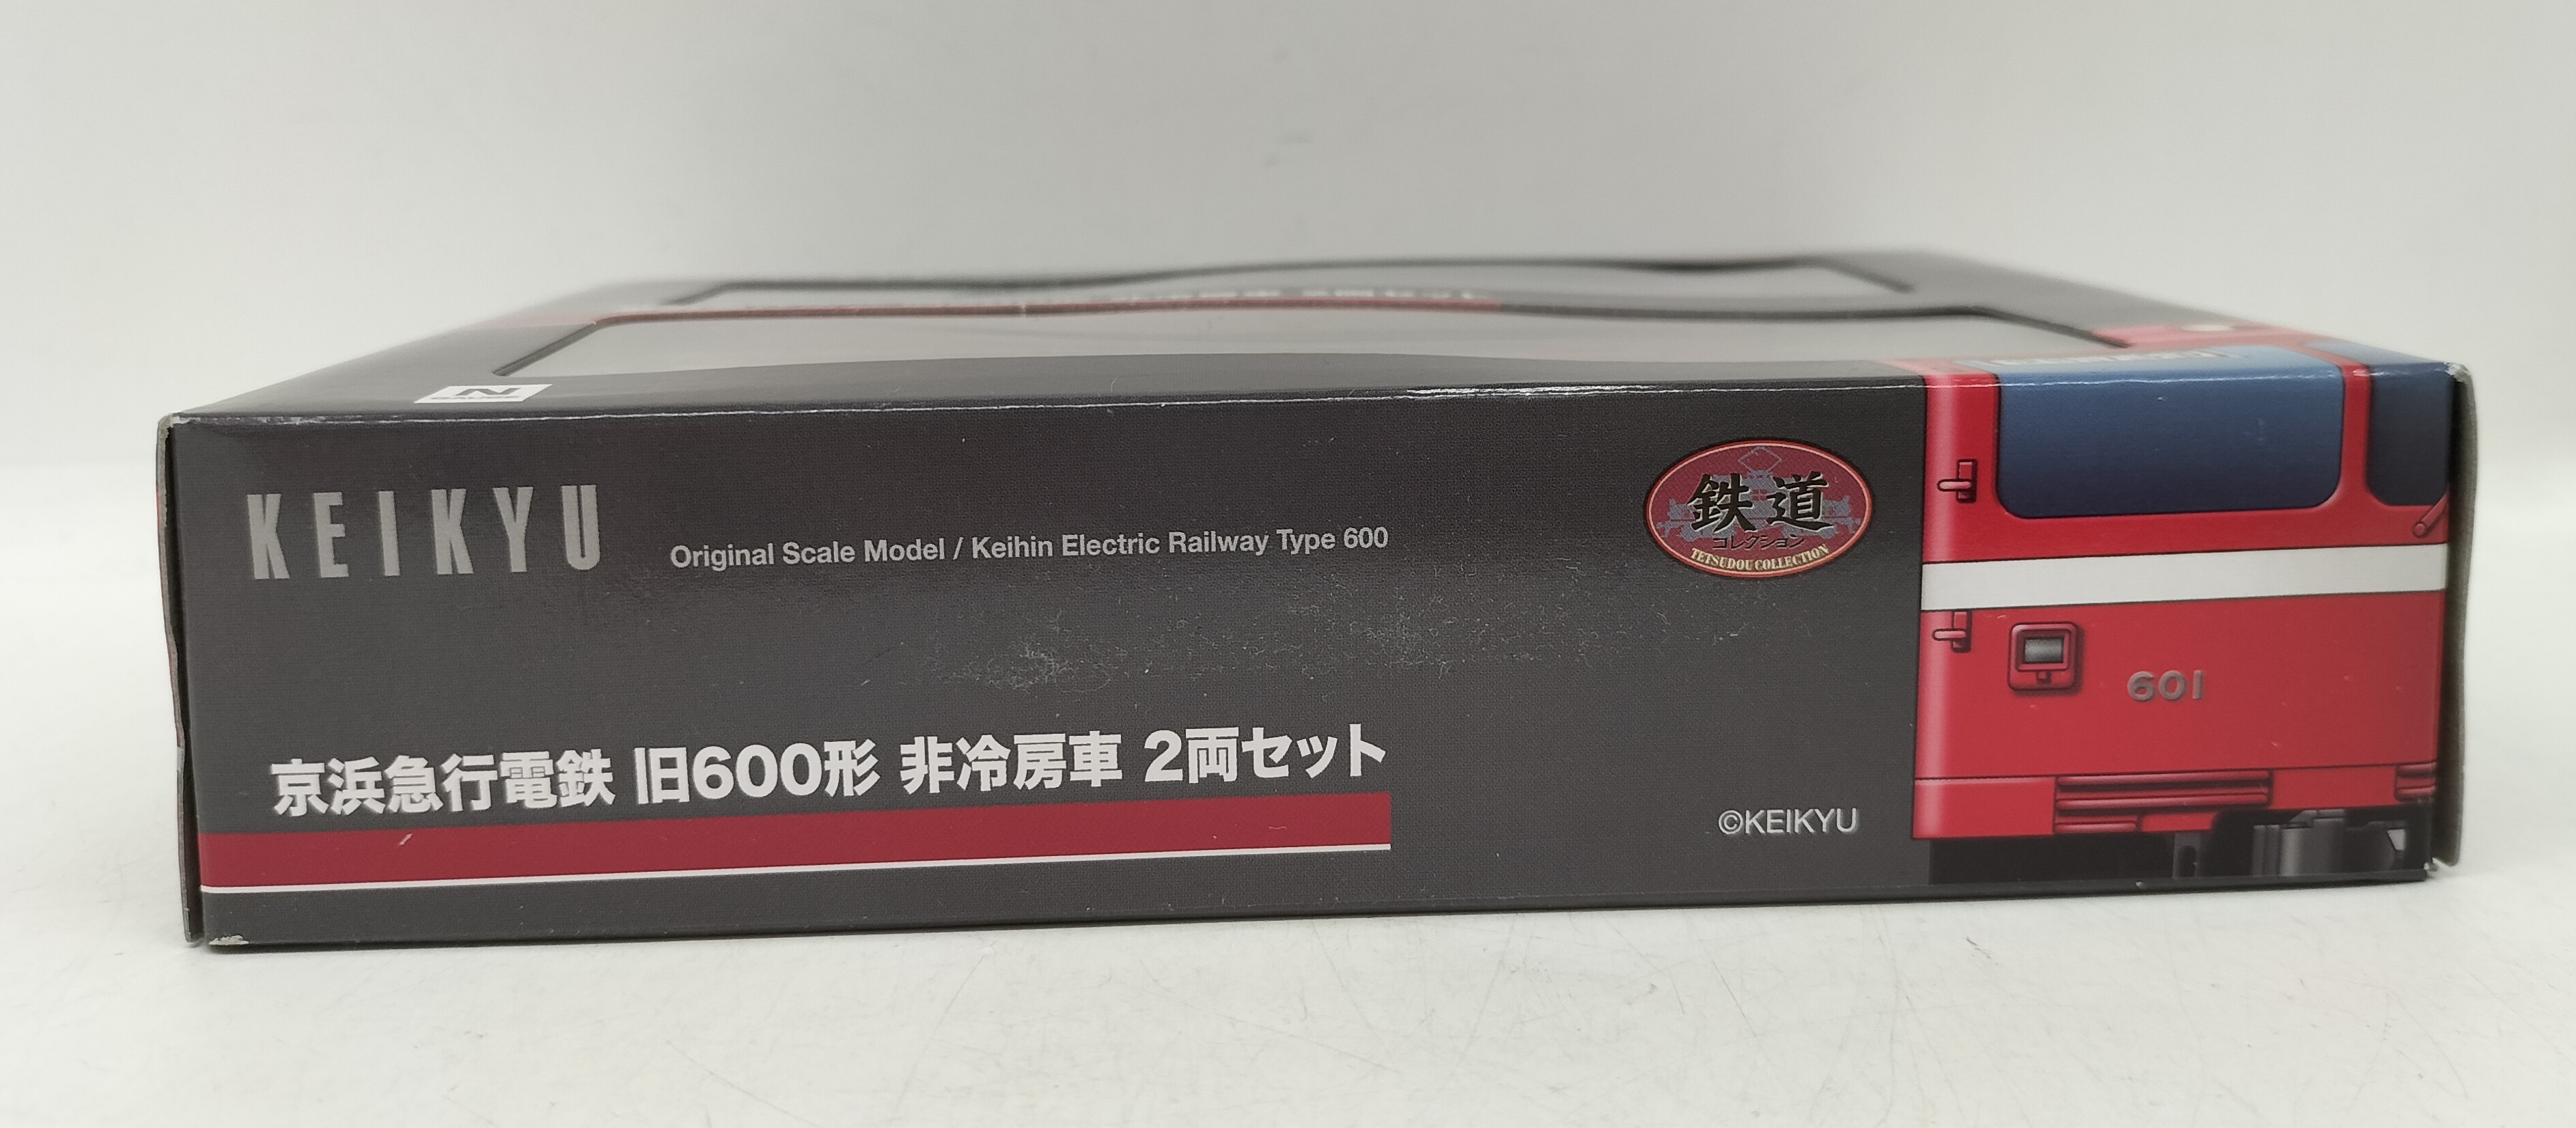 N
KEIKYU
Original Scale Model / Keihin Electric Railway Type 600
鉄道
コレクション
TETSUDOU COLLECTION
601
京浜急行電鉄 旧600形 非冷房車 2両セット
©KEIKYU